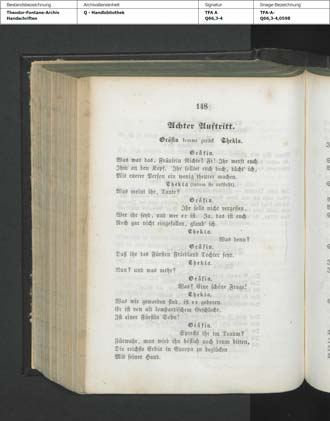 Bestandsbezeichnung
Archivalieneinheit
Signatur
Image-Bezeichnung
Theodor-Fontane-Archiv
Handschriften
Q - Handbibliothek
TFA A
Q66,3-4
TFA-A-
Q66,3-4,0598
148
Achter Auftritt.
Gräfin kommt zurück. Thekla.
Gräfin.
Was war das, Fräulein Nichte? Fi! Ihr werft euch
Ihm an den Kopf. Ihr solltet euch doch, dächt' ich,
Mit eurer Person ein wenig theurer machen.
Thekla (indem sie aufsteht).
Was meint ihr, Tante?
Gräfin.
Ihr sollt nicht vergessen,
Wer ihr seyd, und wer er ist. Ja, das ist euch
Noch gar nicht eingefallen, glaub' ich.
Thekla.
Was denn?
Gräfin.
Daß ihr des Fürsten Friedland Tochter seyd.
Thekla.
Nun? und was mehr?
Gräfin.
Was? Eine schöne Frage!
Thekla.
Was wir geworden sind, ist er geboren.
Er ist von alt lombardischem Geschlecht,
Ist einer Fürstin Sohn!
Gräfin.
Sprecht ihr im Traum?
Fürwahr, man wird ihn höflich noch drum bitten,
Die reichste Erbin in Europa zu beglücken
Mit seiner Hand.